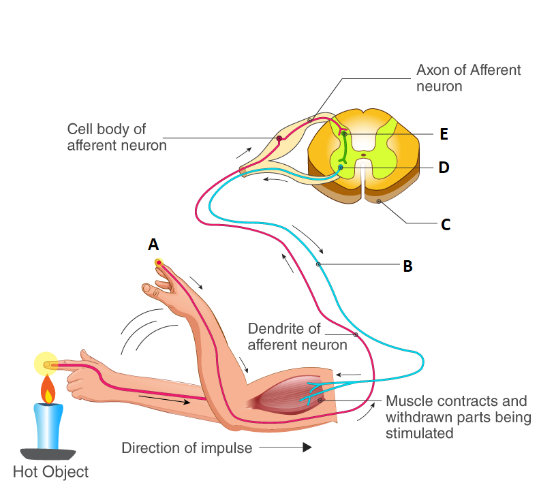 Axon of Afferent
neuron
Cell body of
afferent neuron
E
D
C
A
B
Dendrite of
afferent neuron
Muscle contracts and
withdrawn parts being
stimulated
Direction of impulse
Hot Object